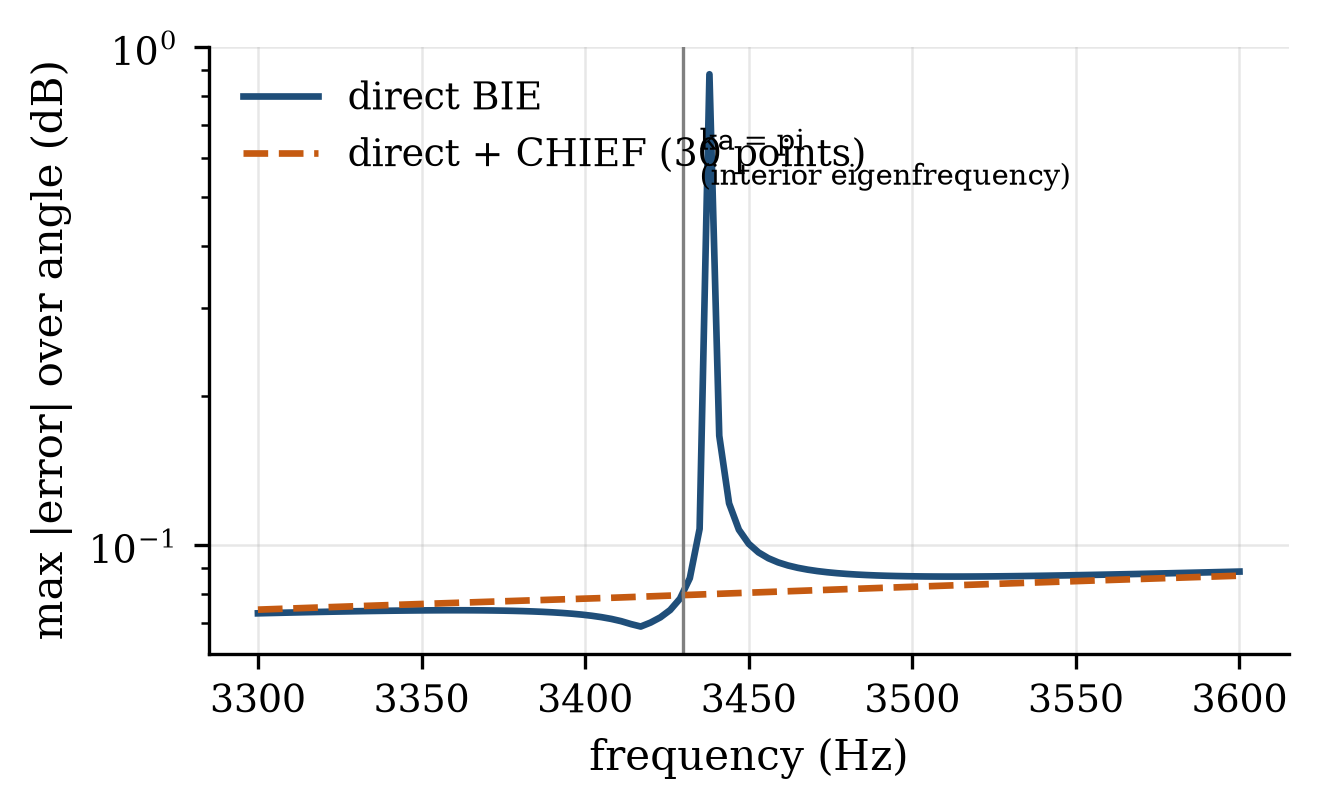 max |error| over angle (dB)
10⁰
10⁻¹
direct BIE
direct + CHIEF (30 points)
ka = pi
(interior eigenfrequency)
3300 3350 3400 3450 3500 3550 3600
frequency (Hz)